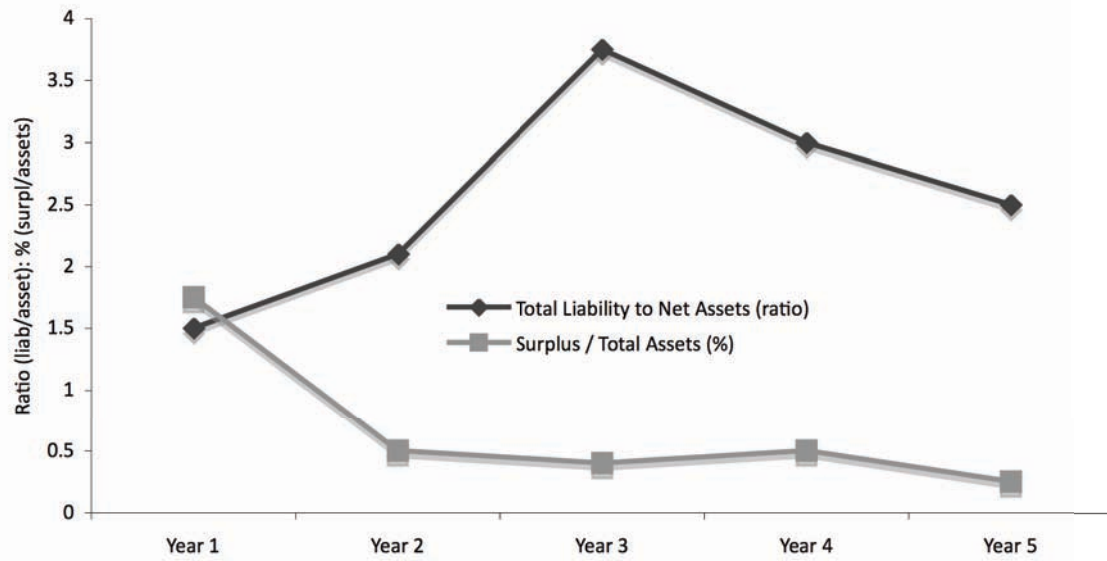 4
3.5
3
2.5
2
1.5
1
0.5
0
Ratio (liab/asset): % (surpl/assets)
Total Liability to Net Assets (ratio)
Surplus / Total Assets (%)
Year 1 Year 2 Year 3 Year 4 Year 5